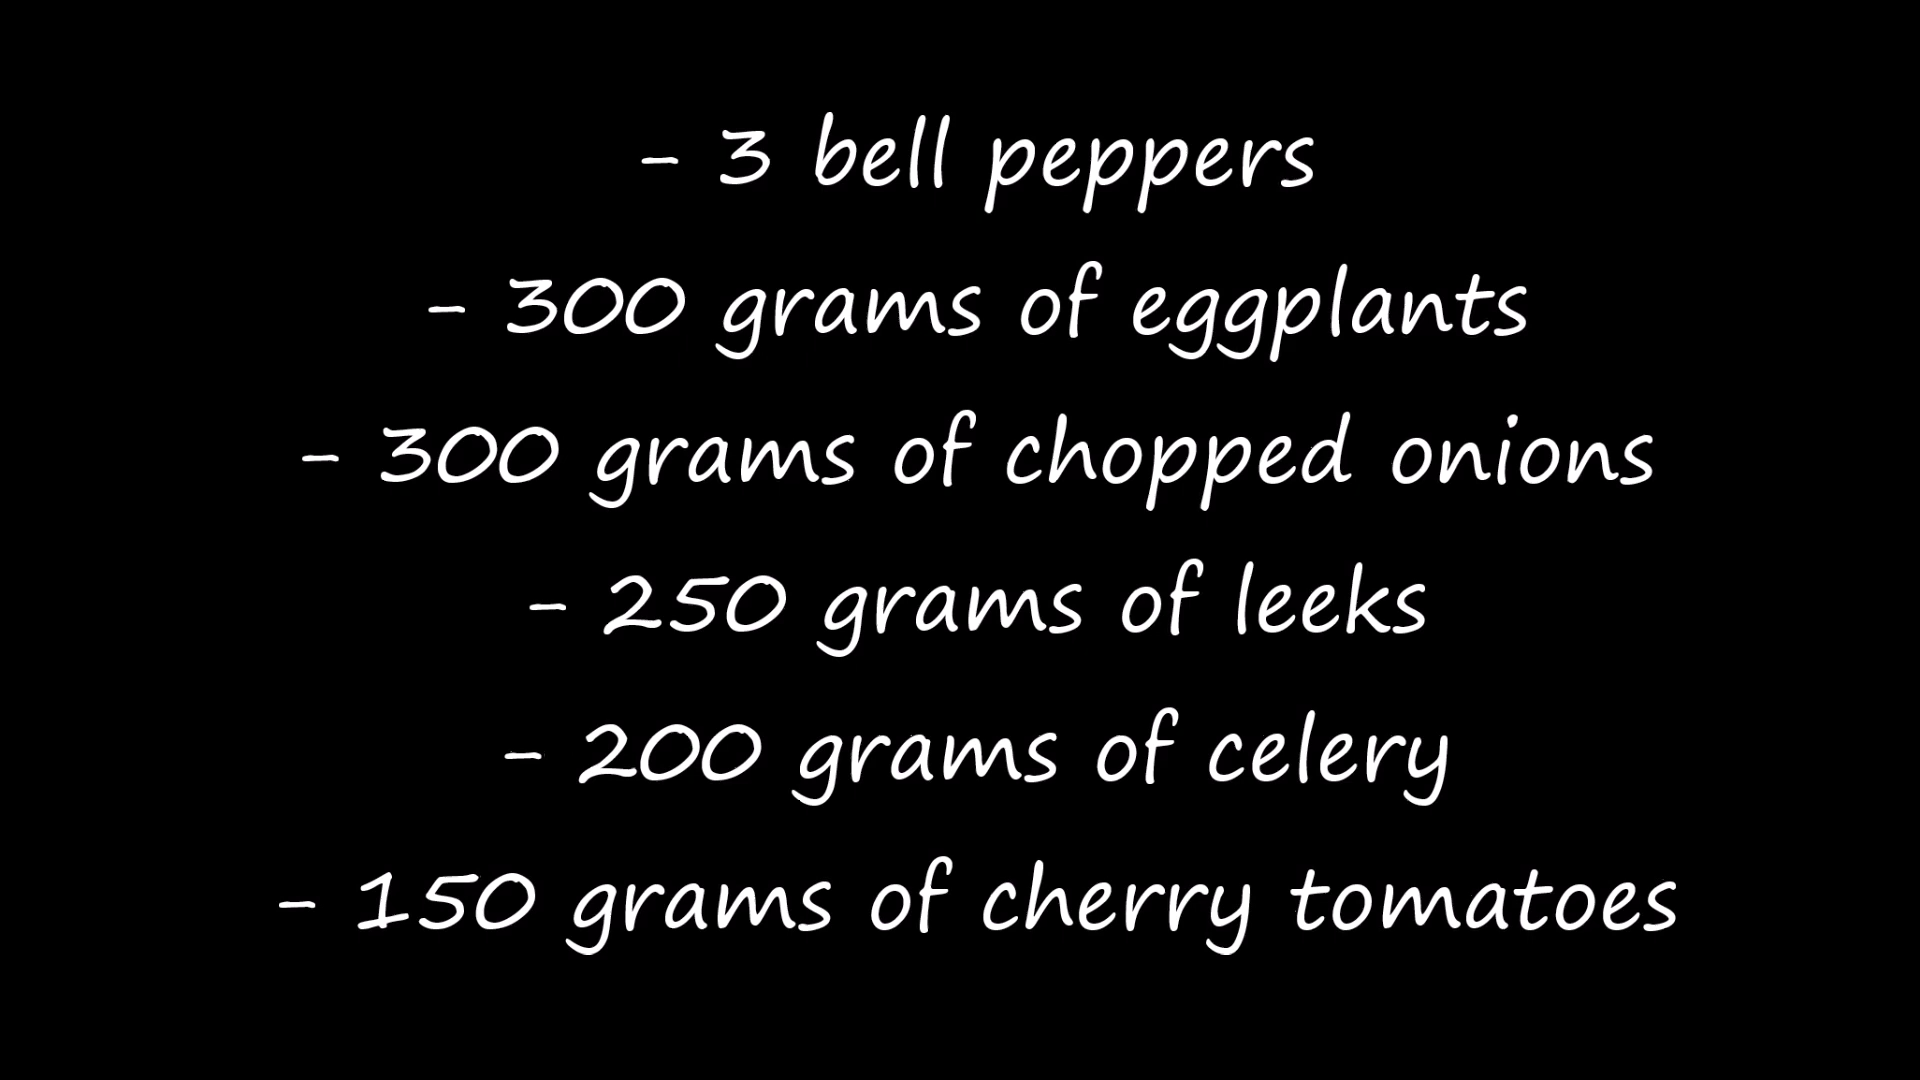 - 3 bell peppers
- 300 grams of eggplants
- 300 grams of chopped onions
- 250 grams of leeks
- 200 grams of celery
- 150 grams of cherry tomatoes